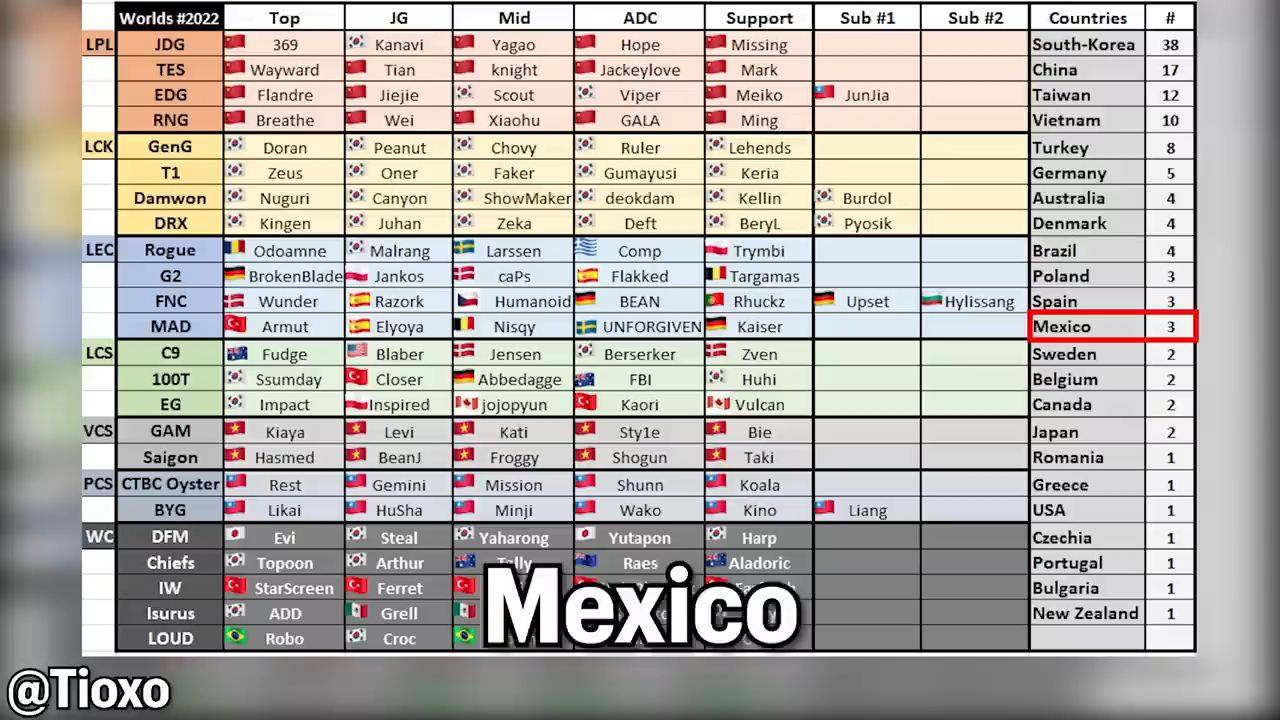 Worlds #2022 Top JG Mid ADC Support Sub #1 Sub #2 Countries #
LPL JDG 369 Kanavi Yagao Hope Missing South-Korea 38
TES Wayward Tian knight Jackeylove Mark China 17
EDG Flandre Jiejie Scout Viper Meiko JunJia Taiwan 12
RNG Breathe Wei Xiaohu GALA Ming Vietnam 10
LCK GenG Doran Peanut Chovy Ruler Lehends Turkey 8
T1 Zeus Oner Faker Gumayusi Keria Germany 5
Damwon Nuguri Canyon ShowMaker deokdam Kellin Burdol Australia 4
DRX Kingen Juhan Zeka Deft BeryL Pyosik Denmark 4
LEC Rogue Odoamne Malrang Larssen Comp Trymbi Brazil 4
G2 BrokenBlade Jankos caPs Flakked Targamas Poland 3
FNC Wunder Razork Humanoid BEAN Rhuckz Upset Hylissang Spain 3
MAD Armut Elyoya Nisqy UNFORGIVEN Kaiser Mexico 3
LCS C9 Fudge Blaber Jensen Berserker Zven Sweden 2
100T Ssumday Closer Abbedagge FBI Huhi Belgium 2
EG Impact Inspired jojopyun Kaori Vulcan Canada 2
VCS GAM Kiaya Levi Kati Sty1e Bie Japan 2
Saigon Hasmed BeanJ Froggy Shogun Taki Romania 1
PCS CTBC Oyster Rest Gemini Mission Shunn Koala Greece 1
BYG Likai HuSha Minji Wako Kino Liang USA 1
WC DFM Evi Steal Yaharong Yutapon Harp Czechia 1
Chiefs Topoon Arthur Tally Raes Aladoric Portugal 1
IW StarScreen Ferret Bulgaria 1
Isurus ADD Grell New Zealand 1
LOUD Robo Croc
Mexico
@Tioxo